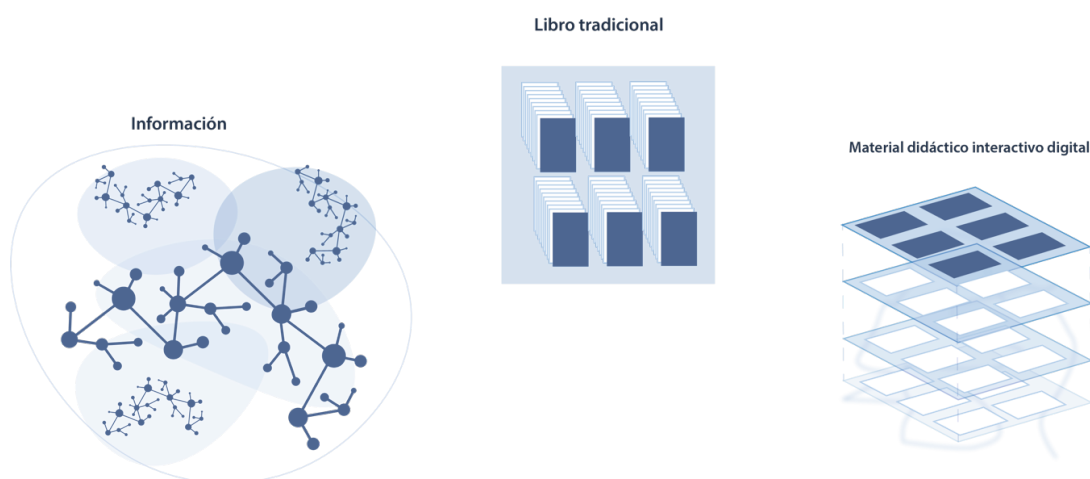 Libro tradicional
Información
Material didáctico interactivo digital